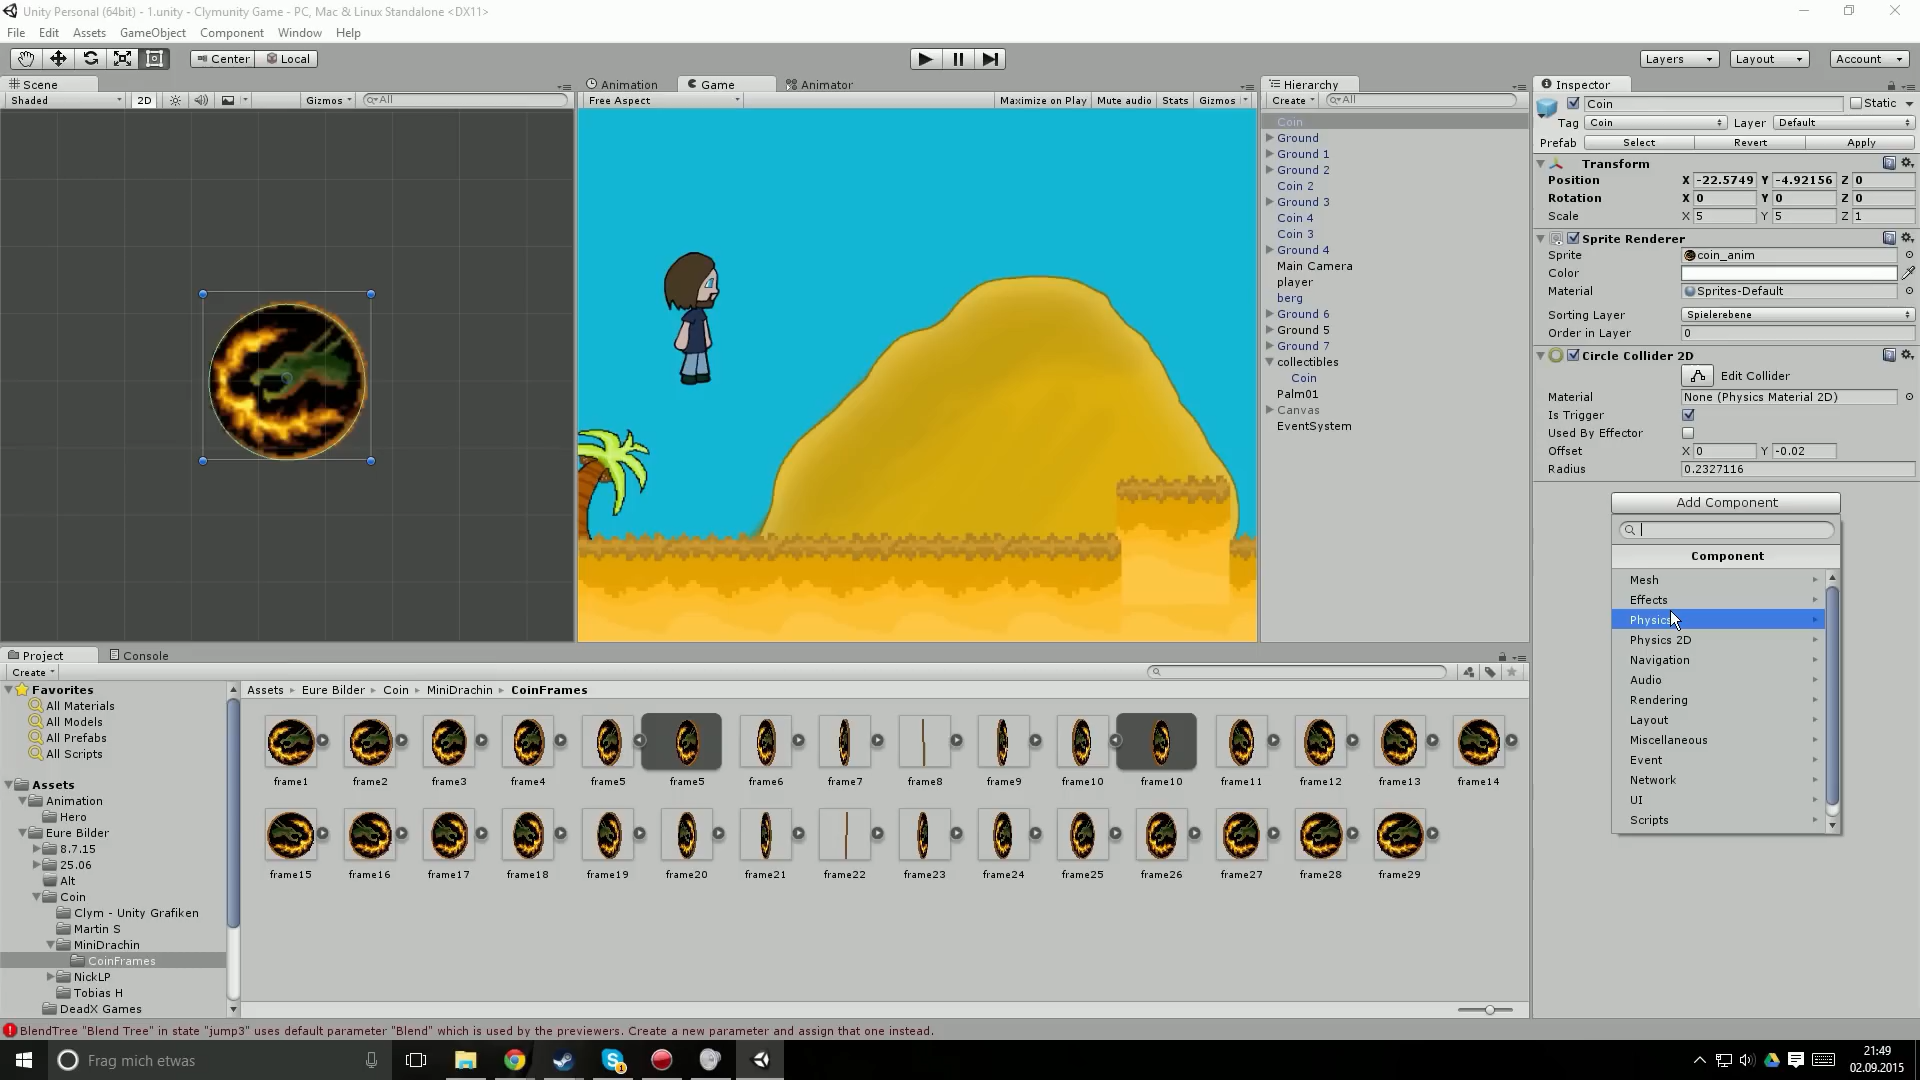 Unity Personal (64bit) - 1.unity - Clymunity Game - PC, Mac & Linux Standalone <DX11>
File Edit Assets GameObject Component Window Help
Center Local
Layers Layout Account
Scene
Shaded 2D Gizmos All
Animation Game Animator
Free Aspect Maximize on Play Mute audio Stats Gizmos
Hierarchy
Create All
Coin
Ground
Ground 1
Ground 2
Coin 2
Ground 3
Coin 4
Coin 3
Ground 4
Main Camera
player
berg
Ground 6
Ground 5
Ground 7
collectibles
Coin
Palm01
Canvas
EventSystem
Inspector
Coin Static
Tag Coin Layer Default
Prefab Select Revert Apply
Transform
Position X -22.5749 Y -4.92156 Z 0
Rotation X 0 Y 0 Z 0
Scale X 5 Y 5 Z 1
Sprite Renderer
Sprite coin_anim
Color
Material Sprites-Default
Sorting Layer Spielerebene
Order in Layer 0
Circle Collider 2D
Edit Collider
Material None (Physics Material 2D)
Is Trigger
Used By Effector
Offset X 0 Y -0.02
Radius 0.2327116
Add Component
Component
Mesh
Effects
Physics
Physics 2D
Navigation
Audio
Rendering
Layout
Miscellaneous
Event
Network
UI
Scripts
Project Console
Create
Favorites
All Materials
All Models
All Prefabs
All Scripts
Assets
Animation
Hero
Eure Bilder
8.7.15
25.06
Alt
Coin
Clym - Unity Grafiken
Martin S
MiniDrachin
CoinFrames
NickLP
Tobias H
DeadX Games
Assets Eure Bilder Coin MiniDrachin CoinFrames
frame1 frame2 frame3 frame4 frame5 frame5 frame6 frame7 frame8 frame9 frame10 frame10 frame11 frame12 frame13 frame14
frame15 frame16 frame17 frame18 frame19 frame20 frame21 frame22 frame23 frame24 frame25 frame26 frame27 frame28 frame29
BlendTree "Blend Tree" in state "jump3" uses default parameter "Blend" which is used by the previewers. Create a new parameter and assign that one instead.
Frag mich etwas
21:49
02.09.2015